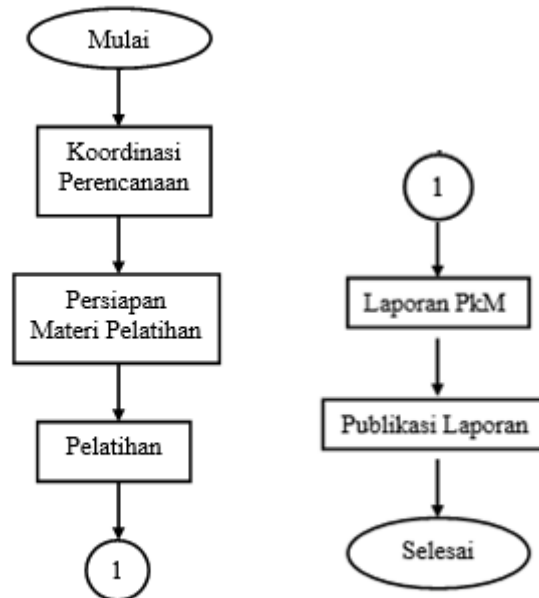 Mulai
Koordinasi
Perencanaan
Persiapan
Materi Pelatihan
Pelatihan
1
1
Laporan PkM
Publikasi Laporan
Selesai